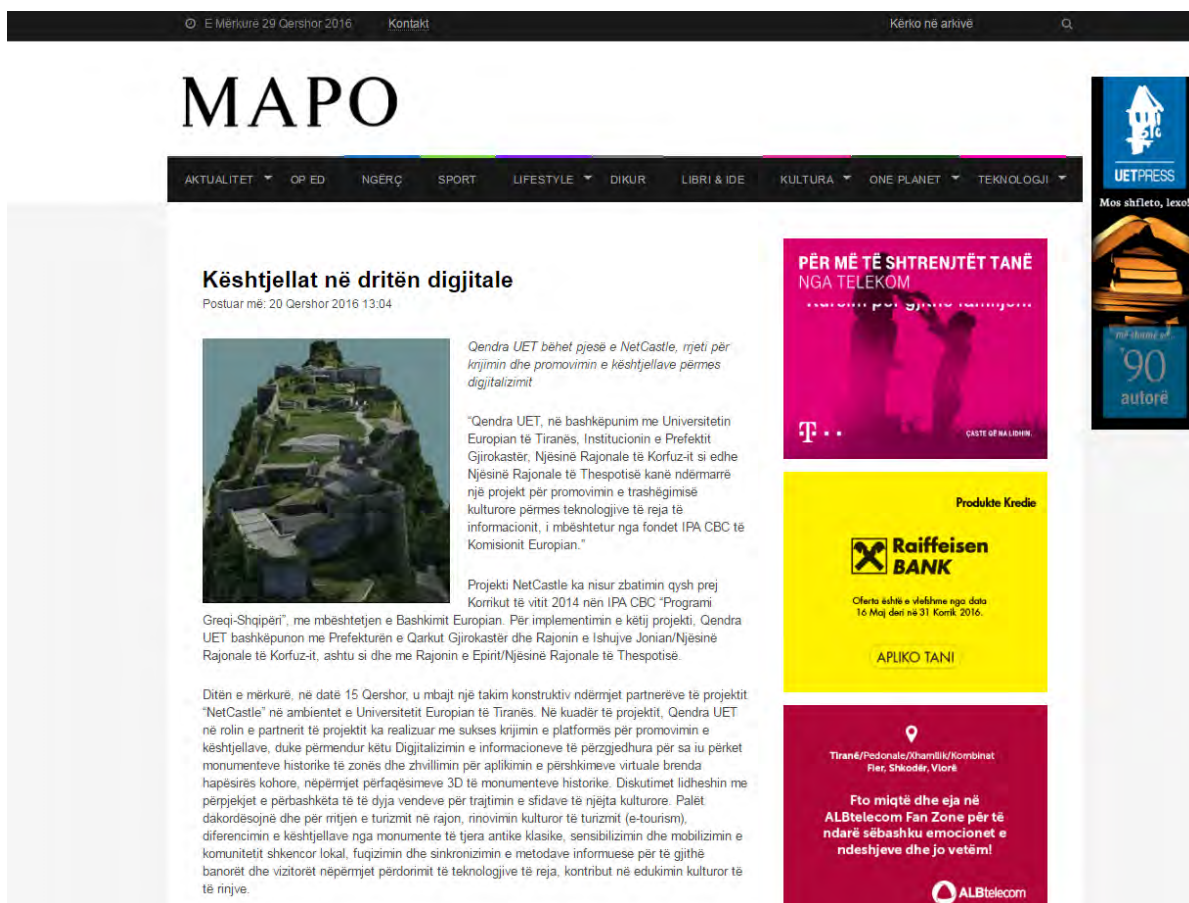 E Mërkurë 29 Qershor 2016
Kontakt
Kërko në arkivë
MAPO
AKTUALITET
OP ED
NGËRÇ
SPORT
LIFESTYLE
DIKUR
LIBRI & IDE
KULTURA
ONE PLANET
TEKNOLOGJI
Kështjellat në dritën digjitale
Postuar më: 20 Qershor 2016 13:04
Qendra UET bëhet pjesë e NetCastle, rrjeti për
krijimin dhe promovimin e kështjellave përmes
digjitalizimit
“Qendra UET, në bashkëpunim me Universitetin
Europian të Tiranës, Institucionin e Prefektit
Gjirokastër, Njësinë Rajonale të Korfuz-it si edhe
Njësinë Rajonale të Thespotisë kanë ndërmarrë
një projekt për promovimin e trashëgimisë
kulturore përmes teknologjive të reja të
informacionit, i mbështetur nga fondet IPA CBC të
Komisionit Europian.”
Projekti NetCastle ka nisur zbatimin qysh prej
Korrikut të vitit 2014 nën IPA CBC “Programi
Greqi-Shqipëri”, me mbështetjen e Bashkimit Europian. Për implementimin e këtij projekti, Qendra
UET bashkëpunon me Prefekturën e Qarkut Gjirokastër dhe Rajonin e Ishujve Jonian/Njësinë
Rajonale të Korfuz-it, ashtu si dhe me Rajonin e Epirit/Njësinë Rajonale të Thespotisë.
Ditën e mërkurë, në datë 15 Qershor, u mbajt një takim konstruktiv ndërmjet partnerëve të projektit
“NetCastle” në ambientet e Universitetit Europian të Tiranës. Në kuadër të projektit, Qendra UET
në rolin e partnerit të projektit ka realizuar me sukses krijimin e platformës për promovimin e
kështjellave, duke përmendur këtu Digjitalizimin e informacioneve të përzgjedhura për sa iu përket
monumenteve historike të zonës dhe zhvillimin për aplikimin e përshkimeve virtuale brenda
hapësirës kohore, nëpërmjet përfaqësimeve 3D të monumenteve historike. Diskutimet lidheshin me
përpjekjet e përbashkëta të të dyja vendeve për trajtimin e sfidave të njëjta kulturore. Palët
dakordësojnë dhe për rritjen e turizmit në rajon, rinovimin kulturor të turizmit (e-tourism),
diferencimin e kështjellave nga monumente të tjera antike klasike, sensibilizimin dhe mobilizimin e
komunitetit shkencor lokal, fuqizimin dhe sinkronizimin e metodave informuese për të gjithë
banorët dhe vizitorët nëpërmjet përdorimit të teknologjive të reja, kontribut në edukimin kulturor të
të rinjve.
PËR MË TË SHTRENJTËT TANË
NGA TELEKOM
ÇASTE QË NA LIDHIN.
Produkte Kredie
Raiffeisen
BANK
Oferta është e vlefshme nga data
16 Maj deri në 31 Korrik 2016.
APLIKO TANI
Tiranë/Pedonale/Xhamllik/Kombinat
Fier, Shkodër, Vlorë
Fto miqtë dhe eja në
ALBtelecom Fan Zone për të
ndarë sëbashku emocionet e
ndeshjeve dhe jo vetëm!
ALBtelecom
UETPRESS
Mos shfleto, lexo!
'90
autorë